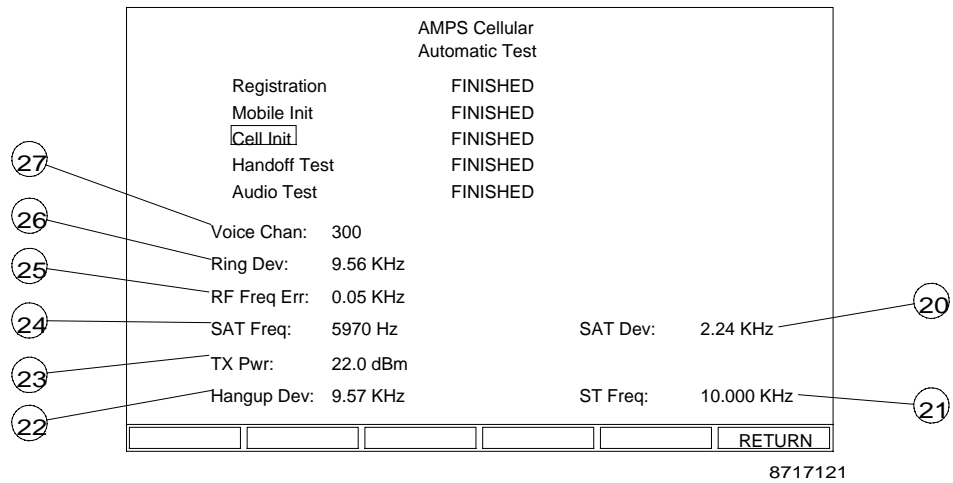 AMPS Cellular
Automatic Test
Registration FINISHED
Mobile Init FINISHED
Cell Init FINISHED
Handoff Test FINISHED
Audio Test FINISHED
27
26
25
24
23
22
Voice Chan: 300
Ring Dev: 9.56 KHz
RF Freq Err: 0.05 KHz
SAT Freq: 5970 Hz SAT Dev: 2.24 KHz
TX Pwr: 22.0 dBm
Hangup Dev: 9.57 KHz ST Freq: 10.000 KHz
20
21
RETURN
8717121